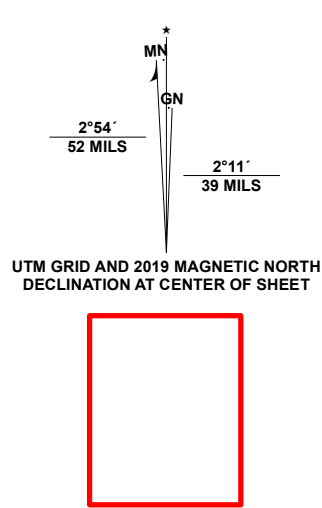 ★
MN
GN
2°54´
52 MILS
2°11´
39 MILS
UTM GRID AND 2019 MAGNETIC NORTH
DECLINATION AT CENTER OF SHEET